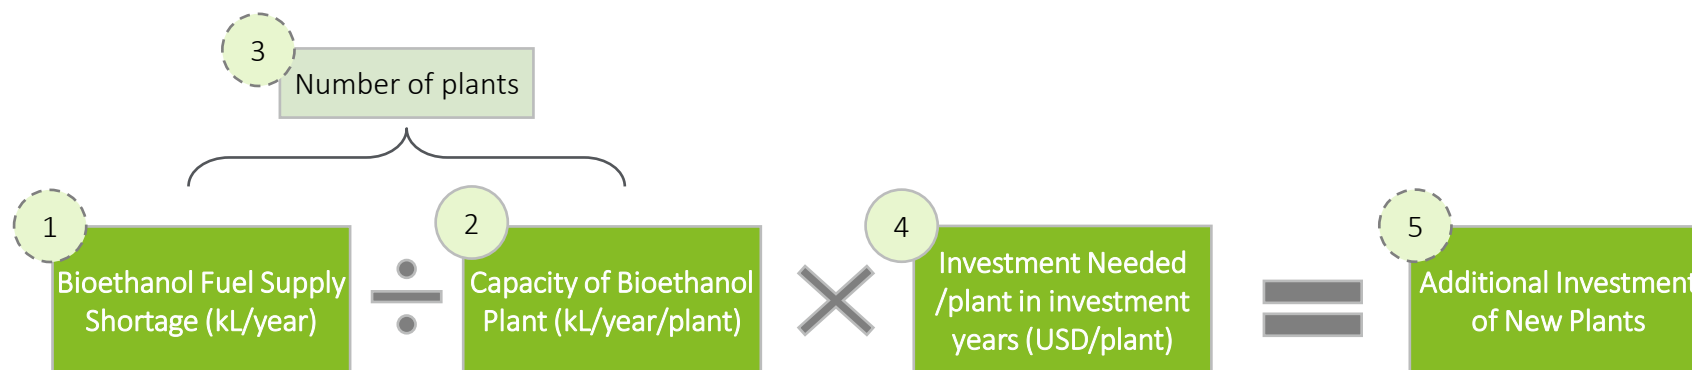 3
Number of plants
1
Bioethanol Fuel Supply
Shortage (kL/year)
2
Capacity of Bioethanol
Plant (kL/year/plant)
4
Investment Needed
/plant in investment
years (USD/plant)
5
Additional Investment
of New Plants